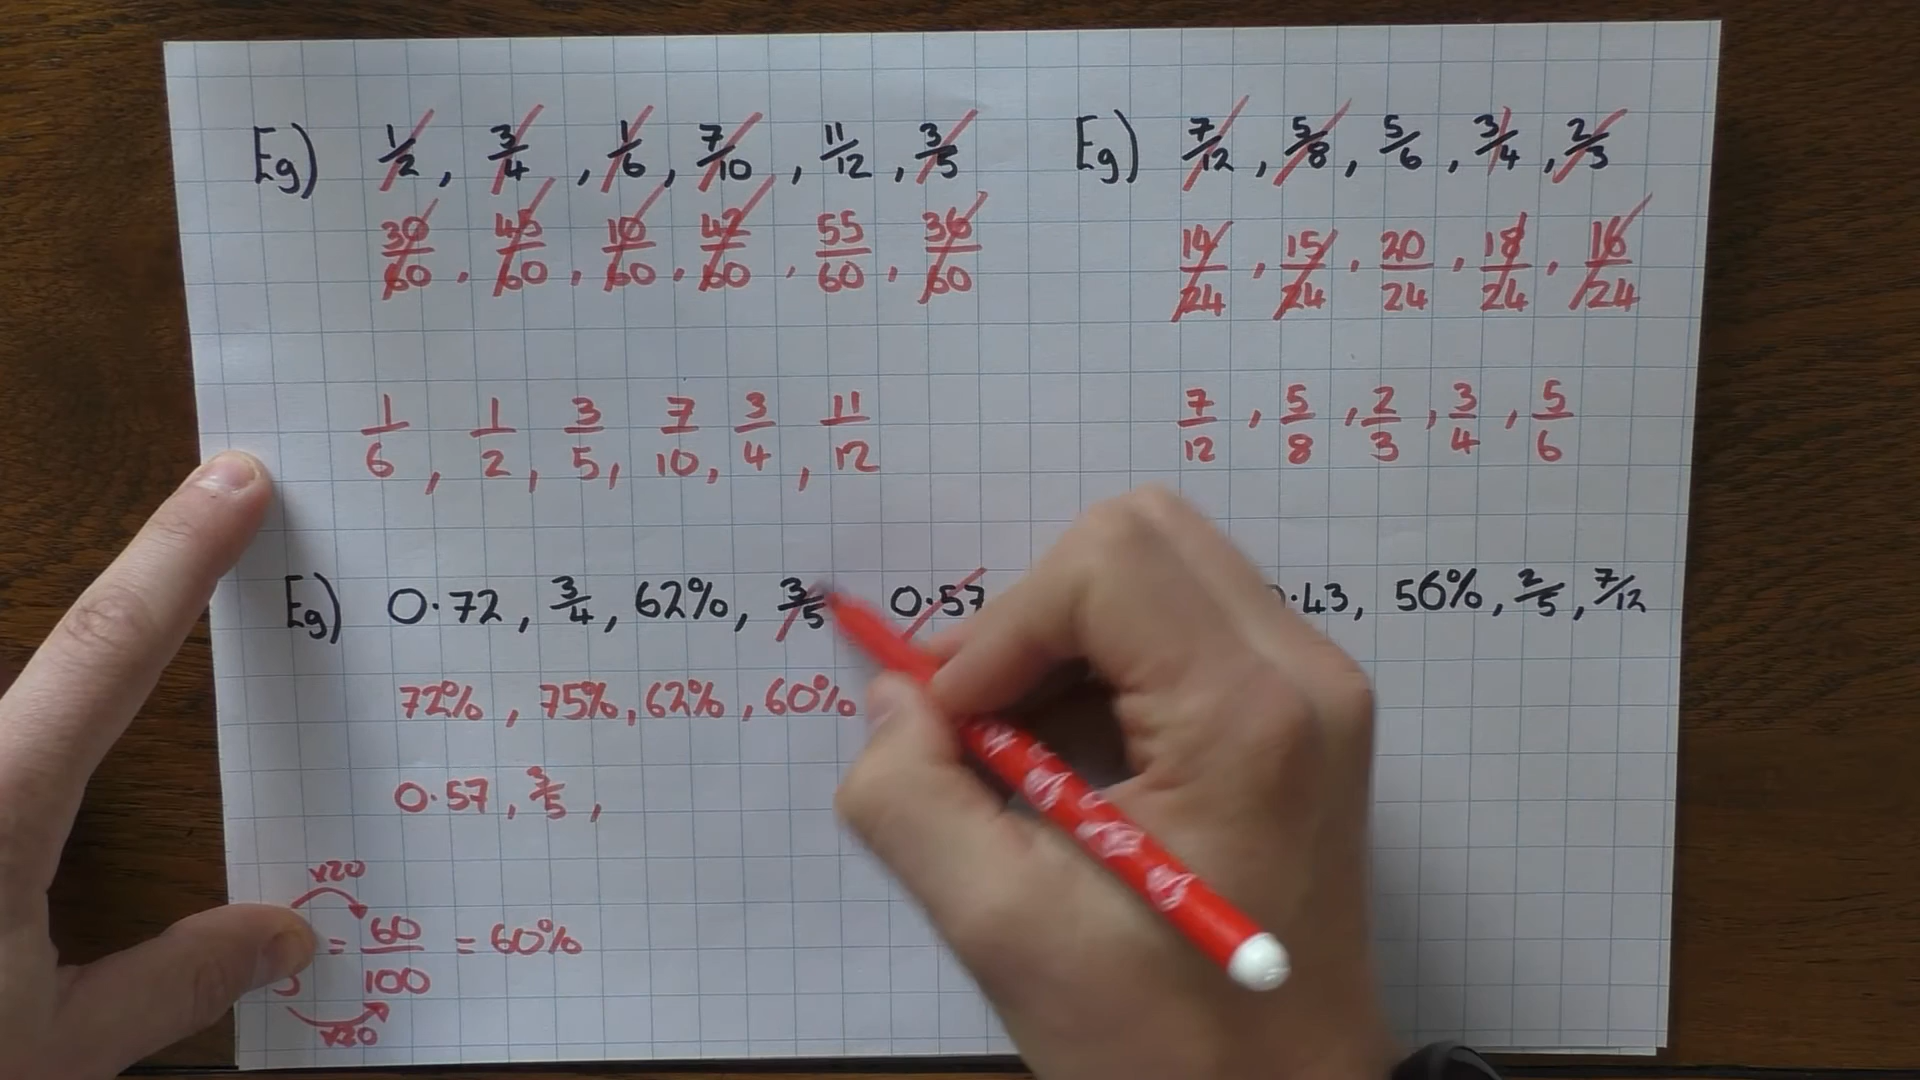 Eg) 1/2, 3/4, 1/6, 7/10, 11/12, 3/5
30/60, 45/60, 10/60, 42/60, 55/60, 36/60
1/6, 1/2, 3/5, 7/10, 3/4, 11/12
Eg) 7/12, 5/8, 5/6, 3/4, 2/3
14/24, 15/24, 20/24, 18/24, 16/24
7/12, 5/8, 2/3, 3/4, 5/6
Eg) 0.72, 3/4, 62%, 3/5 0.57
72%, 75%, 62%, 60%
0.57, 3/5,
x20
= 60/100 = 60%
x20
.43, 56%, 2/5, 7/12